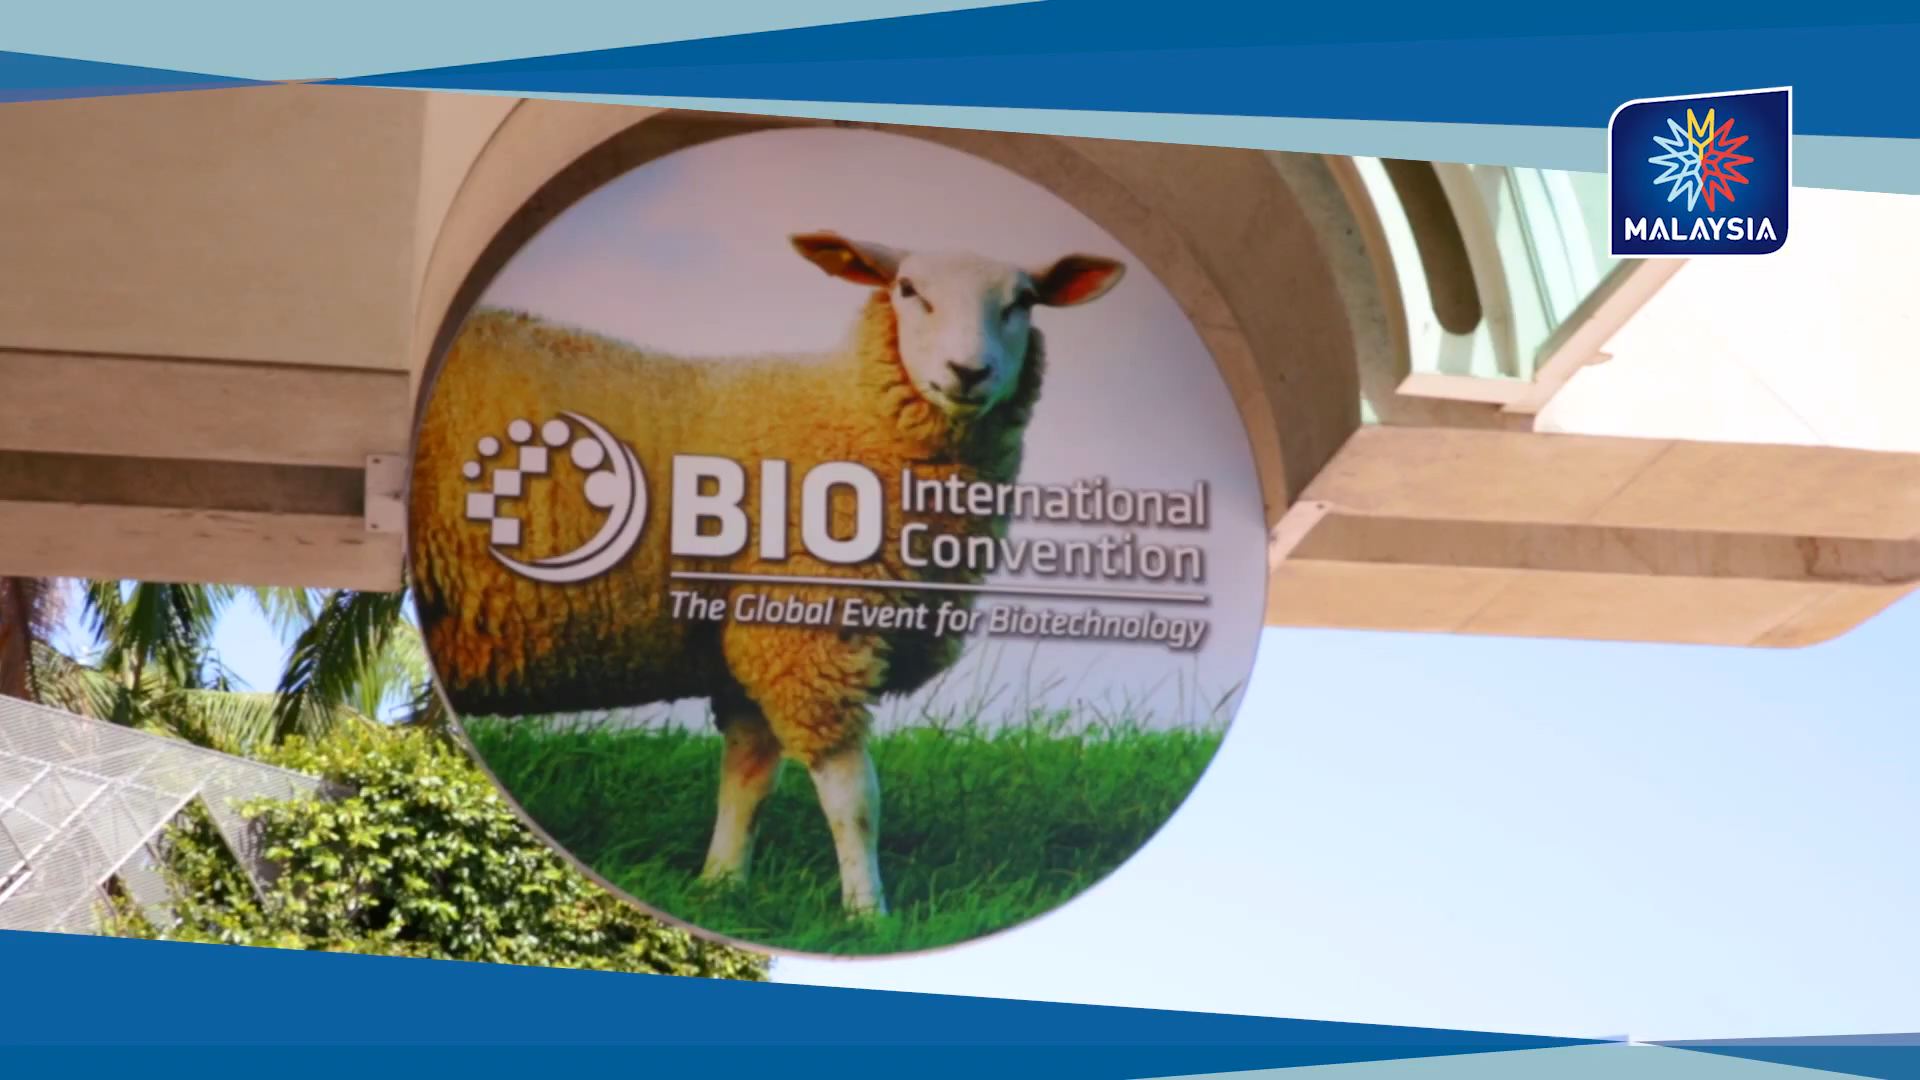 MALAYSIA
BIO International
Convention
The Global Event for Biotechnology